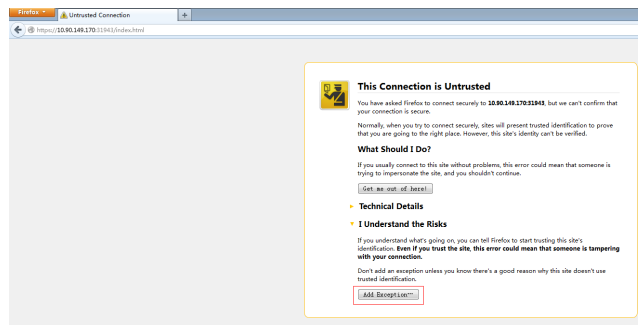 Firefox
Untrusted Connection
+
https://10.90.149.170:31943/index.html
This Connection is Untrusted
You have asked Firefox to connect securely to 10.90.149.170:31943, but we can't confirm that
your connection is secure.
Normally, when you try to connect securely, sites will present trusted identification to prove
that you are going to the right place. However, this site's identity can't be verified.
What Should I Do?
If you usually connect to this site without problems, this error could mean that someone is
trying to impersonate the site, and you shouldn't continue.
Get me out of here!
Technical Details
I Understand the Risks
If you understand what's going on, you can tell Firefox to start trusting this site's
identification. Even if you trust the site, this error could mean that someone is tampering
with your connection.
Don't add an exception unless you know there's a good reason why this site doesn't use
trusted identification.
Add Exception…